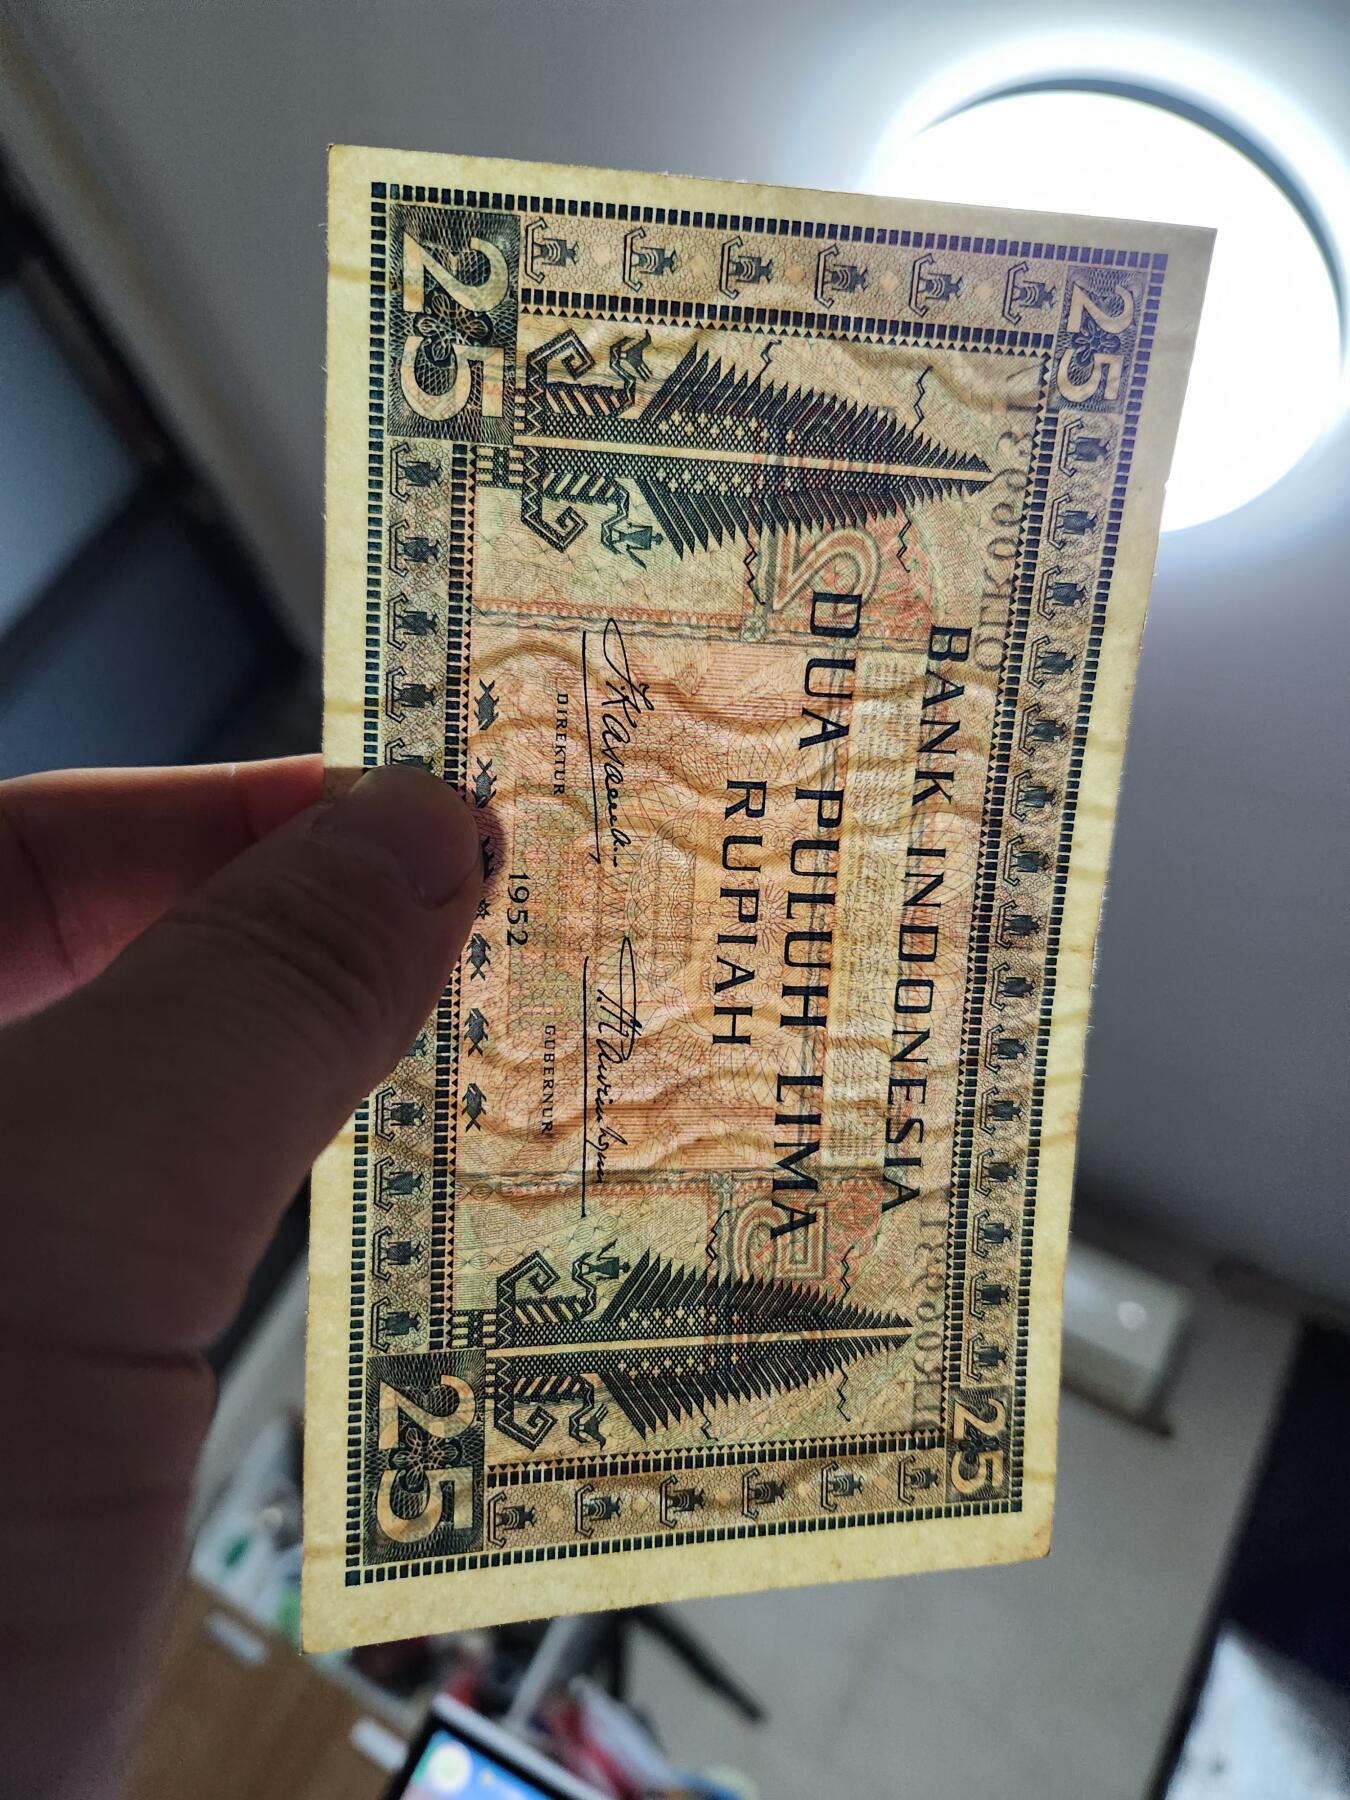 25 25
BANK INDONESIA
DUA PULUH LIMA
RUPIAH
DIREKTUR GUBERNUR
1952
25 25